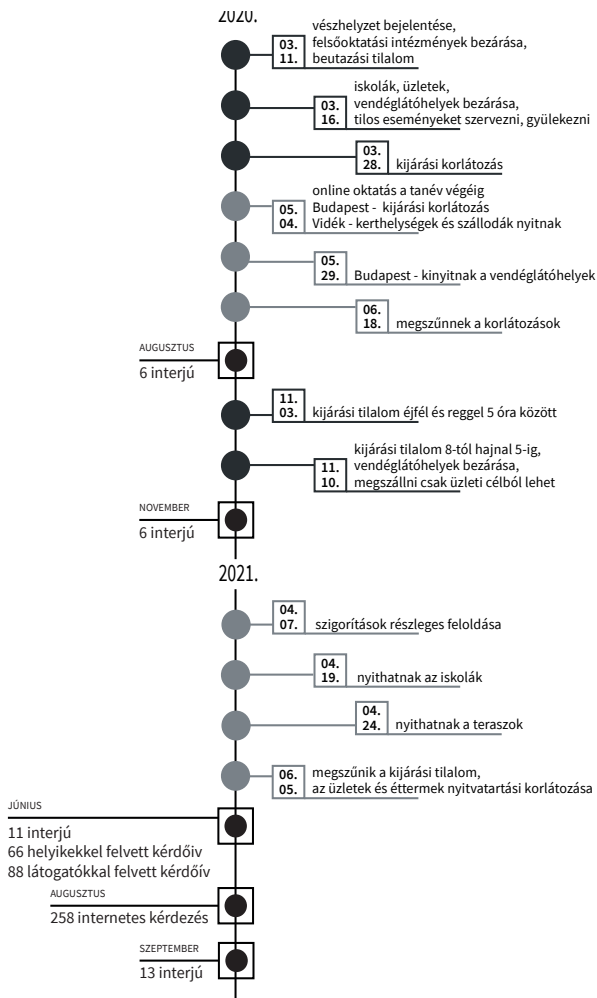 2020.
03.
11.
vészhelyzet bejelentése,
felsőoktatási intézmények bezárása,
beutazási tilalom
03.
16.
iskolák, üzletek,
vendéglátóhelyek bezárása,
tilos eseményeket szervezni, gyülekezni
03.
28.
kijárási korlátozás
05.
04.
online oktatás a tanév végéig
Budapest - kijárási korlátozás
Vidék - kerthelységek és szállodák nyitnak
05.
29.
Budapest - kinyitnak a vendéglátóhelyek
06.
18.
megszűnnek a korlátozások
AUGUSZTUS
6 interjú
11.
03.
kijárási tilalom éjfél és reggel 5 óra között
11.
10.
kijárási tilalom 8-tól hajnal 5-ig,
vendéglátóhelyek bezárása,
megszállni csak üzleti célból lehet
NOVEMBER
6 interjú
2021.
04.
07.
szigorítások részleges feloldása
04.
19.
nyithatnak az iskolák
04.
24.
nyithatnak a teraszok
06.
05.
megszűnik a kijárási tilalom,
az üzletek és éttermek nyitvatartási korlátozása
JÚNIUS
11 interjú
66 helyikekkel felvett kérdőiv
88 látogatókkal felvett kérdőív
AUGUSZTUS
258 internetes kérdezés
SZEPTEMBER
13 interjú